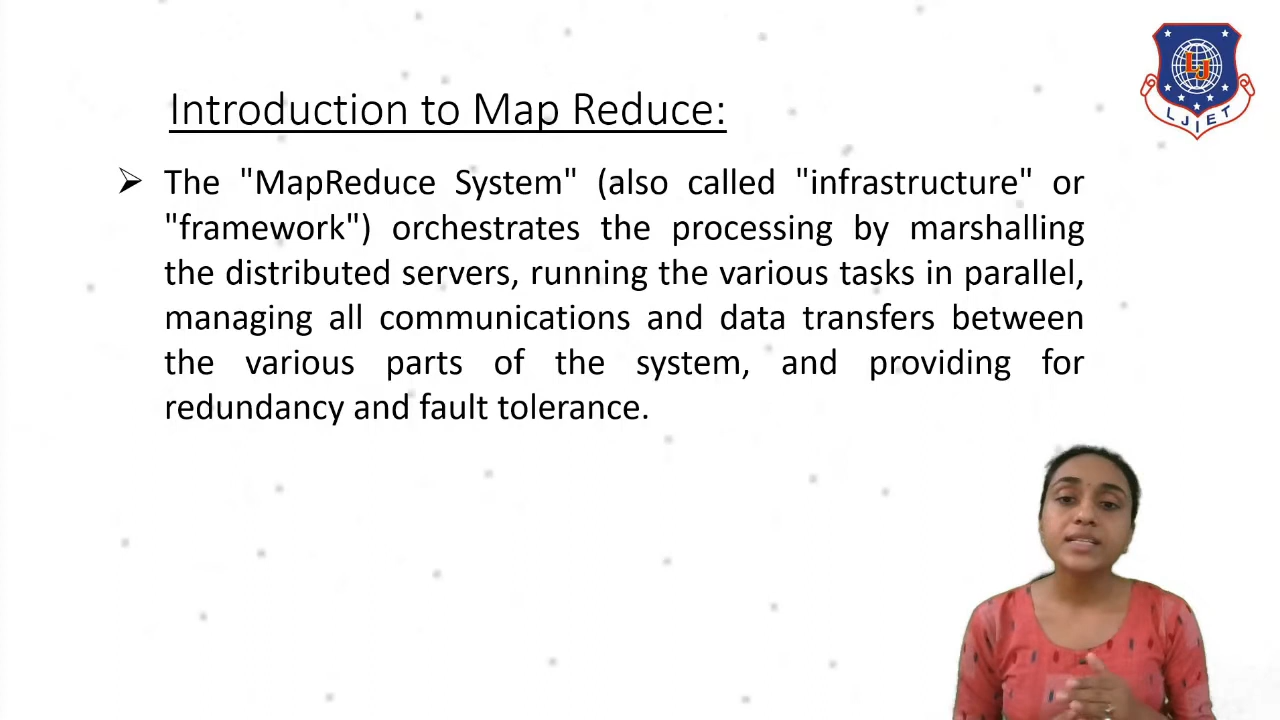 LJIET
Introduction to Map Reduce:
➢ The "MapReduce System" (also called "infrastructure" or
"framework") orchestrates the processing by marshalling
the distributed servers, running the various tasks in parallel,
managing all communications and data transfers between
the various parts of the system, and providing for
redundancy and fault tolerance.